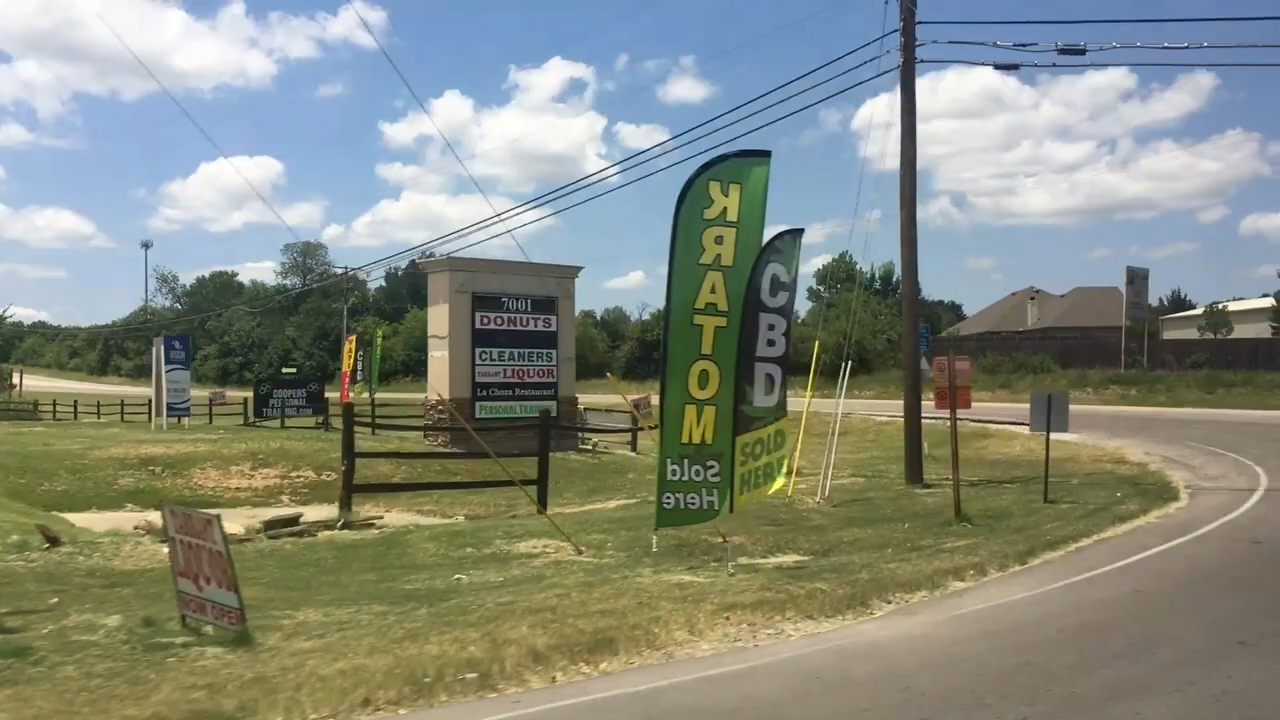 KRATOM
Sold
Here
CBD
SOLD
HERE
7001
DONUTS
CLEANERS
LIQUOR
La Choza Restaurant
PERSONAL
COOPERS
PERSONAL
TRAINING.COM
CBD
LIQUOR
NOW OPEN